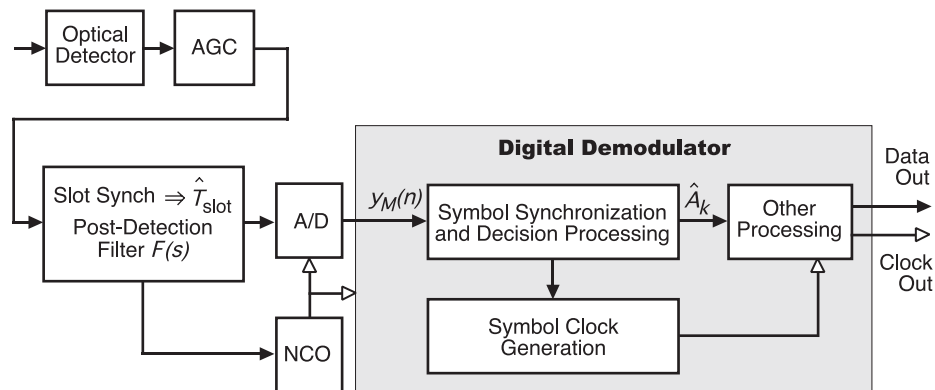 Optical
Detector
AGC
Slot Synch ⇒ T̂slot
Post-Detection
Filter F(s)
A/D
NCO
Digital Demodulator
yM(n)
Symbol Synchronization
and Decision Processing
Âk
Other
Processing
Symbol Clock
Generation
Data
Out
Clock
Out